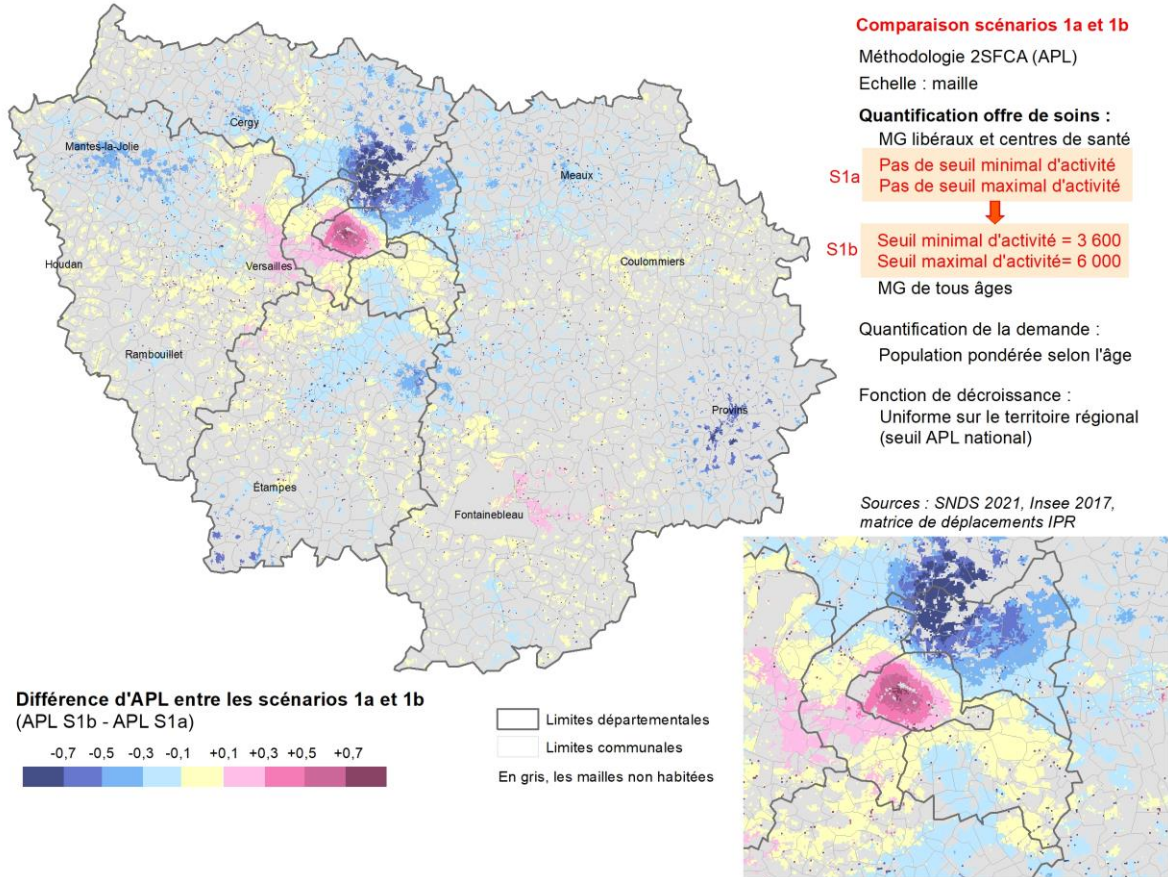 Comparaison scénarios 1a et 1b
Méthodologie 2SFCA (APL)
Echelle : maille
Quantification offre de soins :
MG libéraux et centres de santé
S1a
Pas de seuil minimal d'activité
Pas de seuil maximal d'activité
S1b
Seuil minimal d'activité = 3 600
Seuil maximal d'activité= 6 000
MG de tous âges
Quantification de la demande :
Population pondérée selon l'âge
Fonction de décroissance :
Uniforme sur le territoire régional
(seuil APL national)
Sources : SNDS 2021, Insee 2017,
matrice de déplacements IPR
Cergy
Mantes-la-Jolie
Meaux
Houdan
Versailles
Coulommiers
Rambouillet
Provins
Étampes
Fontainebleau
Différence d'APL entre les scénarios 1a et 1b
(APL S1b - APL S1a)
-0,7 -0,5 -0,3 -0,1 +0,1 +0,3 +0,5 +0,7
Limites départementales
Limites communales
En gris, les mailles non habitées